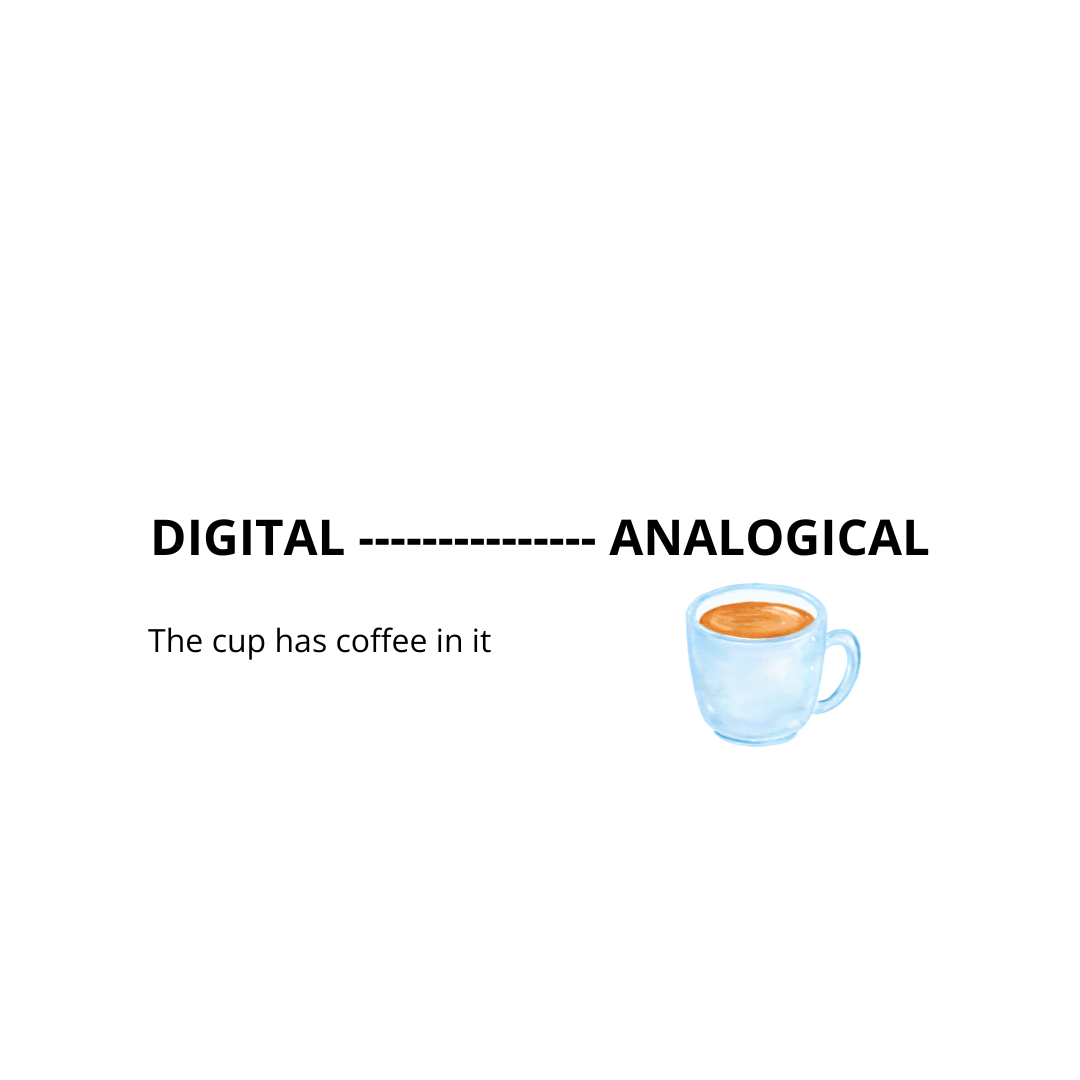 DIGITAL --------------- ANALOGICAL
The cup has coffee in it